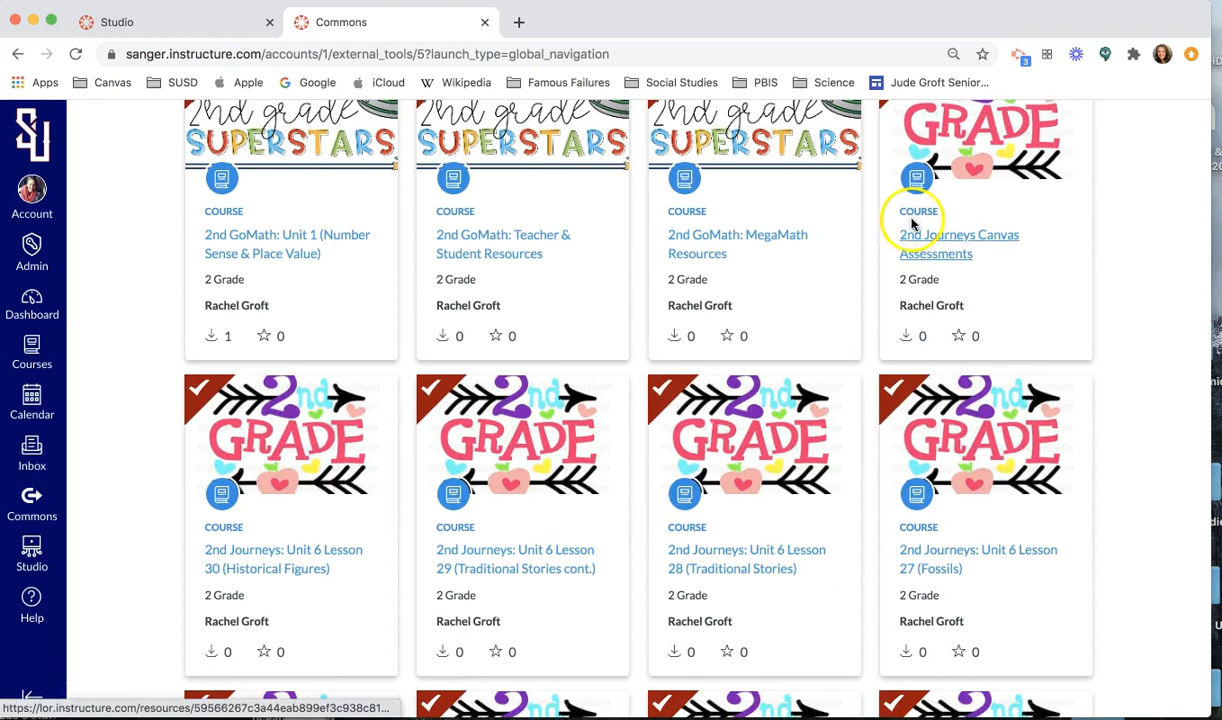 Studio
Commons
sanger.instructure.com/accounts/1/external_tools/5?launch_type=global_navigation
3
Apps
Canvas
SUSD
Apple
Google
iCloud
Wikipedia
Famous Failures
Social Studies
PBIS
Science
Jude Groft Senior...
SU
Account
Admin
Dashboard
Courses
Calendar
Inbox
Commons
Studio
Help
2nd grade
SUPERSTARS
COURSE
2nd GoMath: Unit 1 (Number
Sense & Place Value)
2 Grade
Rachel Groft
1
0
2nd grade
SUPERSTARS
COURSE
2nd GoMath: Teacher &
Student Resources
2 Grade
Rachel Groft
0
0
2nd grade
SUPERSTARS
COURSE
2nd GoMath: MegaMath
Resources
2 Grade
Rachel Groft
0
0
GRADE
COURSE
2nd Journeys Canvas
Assessments
2 Grade
Rachel Groft
0
0
2nd
GRADE
COURSE
2nd Journeys: Unit 6 Lesson
30 (Historical Figures)
2 Grade
Rachel Groft
0
0
2nd
GRADE
COURSE
2nd Journeys: Unit 6 Lesson
29 (Traditional Stories cont.)
2 Grade
Rachel Groft
0
0
2nd
GRADE
COURSE
2nd Journeys: Unit 6 Lesson
28 (Traditional Stories)
2 Grade
Rachel Groft
0
0
2nd
GRADE
COURSE
2nd Journeys: Unit 6 Lesson
27 (Fossils)
2 Grade
Rachel Groft
0
0
https://lor.instructure.com/resources/59566267c3a44eab899ef3c938c81...